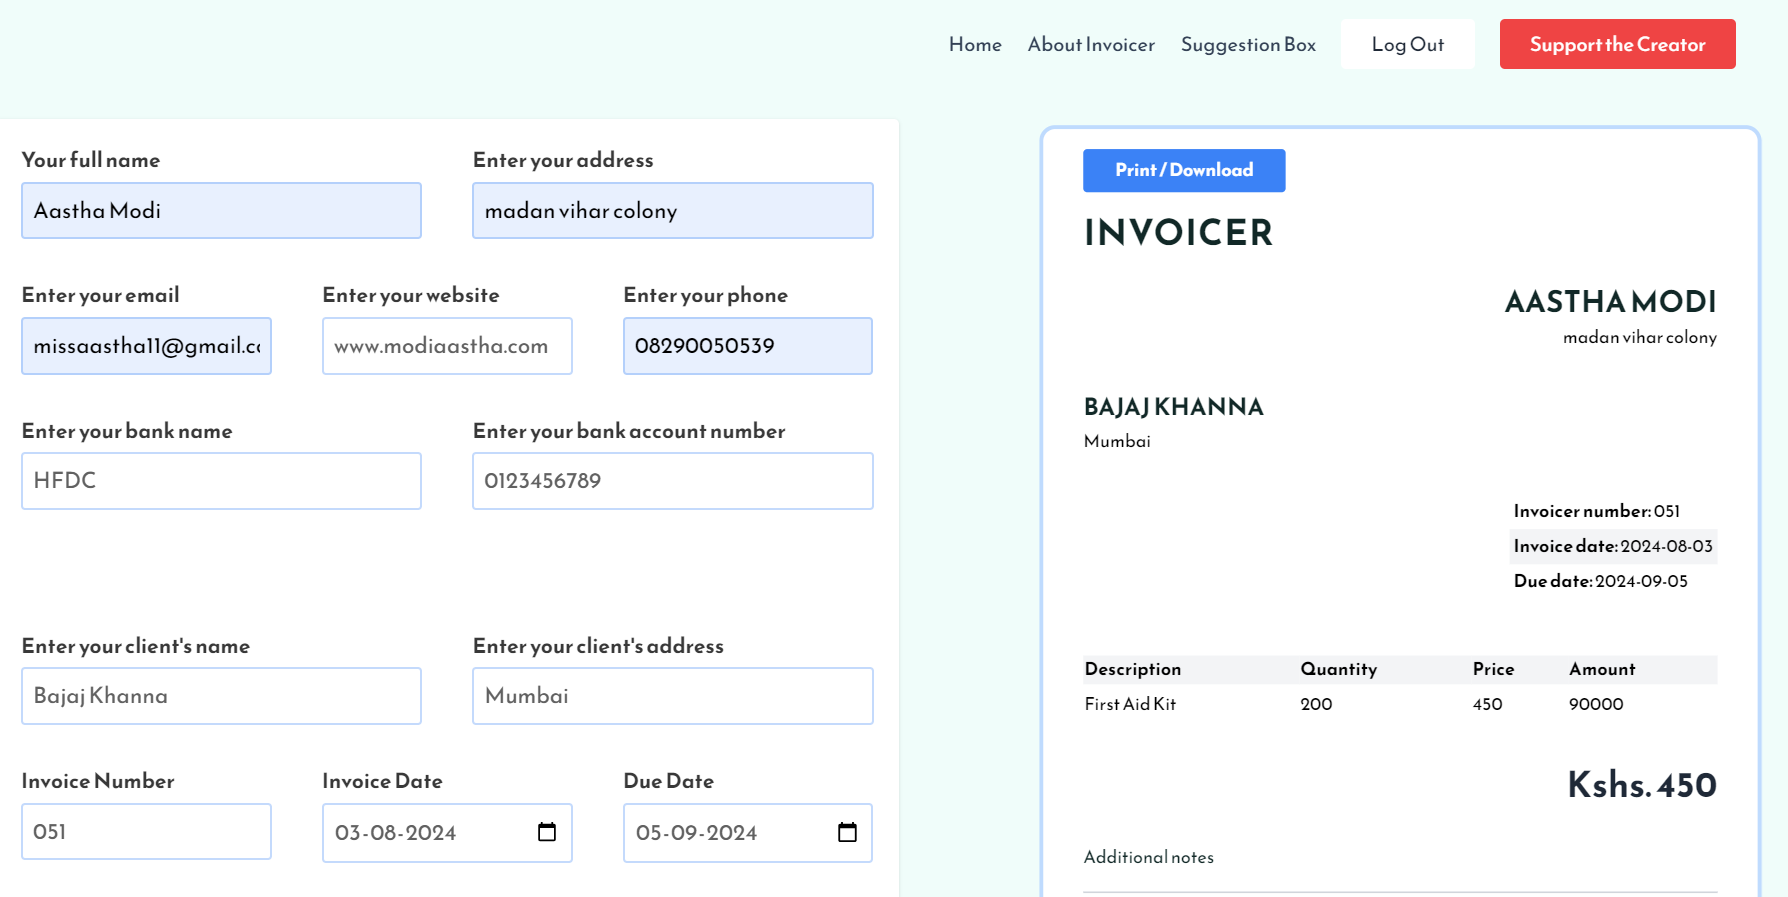 Home About Invoicer Suggestion Box Log Out Support the Creator
Your full name Enter your address
Aastha Modi madan vihar colony
Enter your email Enter your website Enter your phone
missaastha11@gmail.co www.modiaastha.com 08290050539
Enter your bank name Enter your bank account number
HFDC 0123456789
Enter your client's name Enter your client's address
Bajaj Khanna Mumbai
Invoice Number Invoice Date Due Date
051 03-08-2024 05-09-2024
Print / Download
INVOICER
AASTHA MODI
madan vihar colony
BAJAJ KHANNA
Mumbai
Invoicer number: 051
Invoice date: 2024-08-03
Due date: 2024-09-05
Description Quantity Price Amount
First Aid Kit 200 450 90000
Kshs. 450
Additional notes